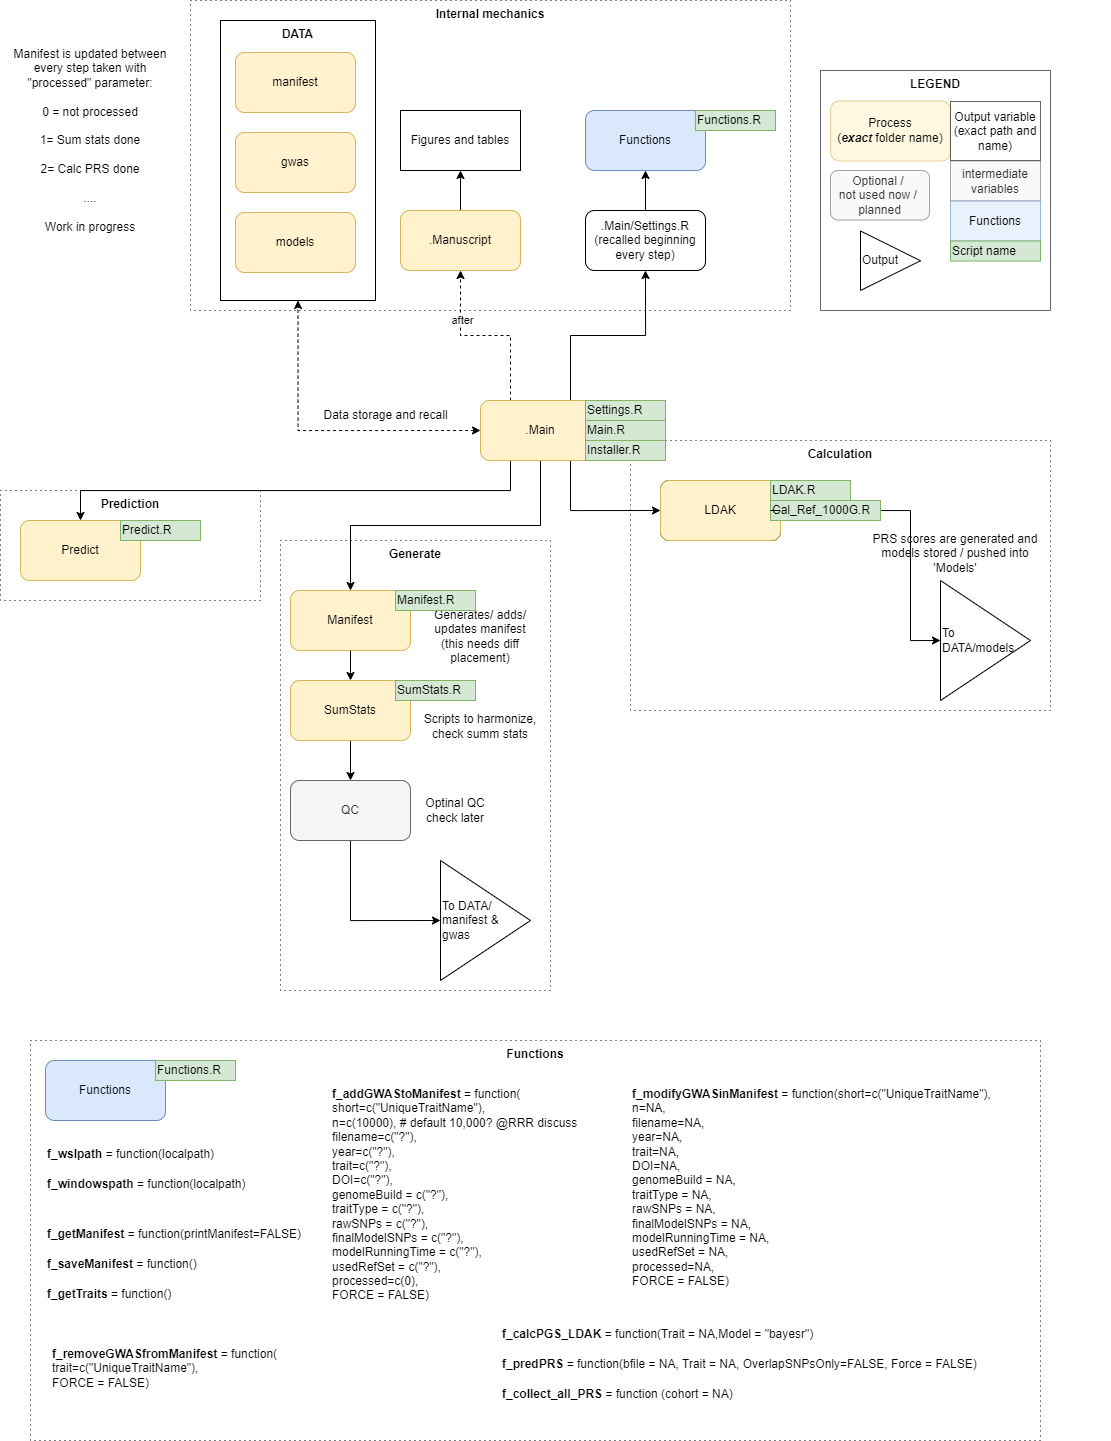 Internal mechanics
Manifest is updated between
every step taken with
"processed" parameter:
0 = not processed
1= Sum stats done
2= Calc PRS done
....
Work in progress
DATA
manifest
gwas
models
Figures and tables
.Manuscript
after
Functions
Functions.R
.Main/Settings.R
(recalled beginning
every step)
LEGEND
Process
(exact folder name)
Output variable
(exact path and
name)
Optional /
not used now /
planned
intermediate
variables
Functions
Script name
Output
Data storage and recall
.Main
Settings.R
Main.R
Installer.R
Prediction
Predict
Predict.R
Calculation
LDAK
LDAK.R
Cal_Ref_1000G.R
PRS scores are generated and
models stored / pushed into
'Models'
To
DATA/models
Generate
Manifest
Manifest.R
Generates/ adds/
updates manifest
(this needs diff
placement)
SumStats
SumStats.R
Scripts to harmonize,
check summ stats
QC
Optinal QC
check later
To DATA/
manifest &
gwas
Functions
Functions
Functions.R
f_wslpath = function(localpath)
f_windowspath = function(localpath)
f_getManifest = function(printManifest=FALSE)
f_saveManifest = function()
f_getTraits = function()
f_removeGWASfromManifest = function(
trait=c("UniqueTraitName"),
FORCE = FALSE)
f_addGWAStoManifest = function(
short=c("UniqueTraitName"),
n=c(10000), # default 10,000? @RRR discuss
filename=c("?"),
year=c("?"),
trait=c("?"),
DOI=c("?"),
genomeBuild = c("?"),
traitType = c("?"),
rawSNPs = c("?"),
finalModelSNPs = c("?"),
modelRunningTime = c("?"),
usedRefSet = c("?"),
processed=c(0),
FORCE = FALSE)
f_modifyGWASinManifest = function(short=c("UniqueTraitName"),
n=NA,
filename=NA,
year=NA,
trait=NA,
DOI=NA,
genomeBuild = NA,
traitType = NA,
rawSNPs = NA,
finalModelSNPs = NA,
modelRunningTime = NA,
usedRefSet = NA,
processed=NA,
FORCE = FALSE)
f_calcPGS_LDAK = function(Trait = NA,Model = "bayesr")
f_predPRS = function(bfile = NA, Trait = NA, OverlapSNPsOnly=FALSE, Force = FALSE)
f_collect_all_PRS = function (cohort = NA)